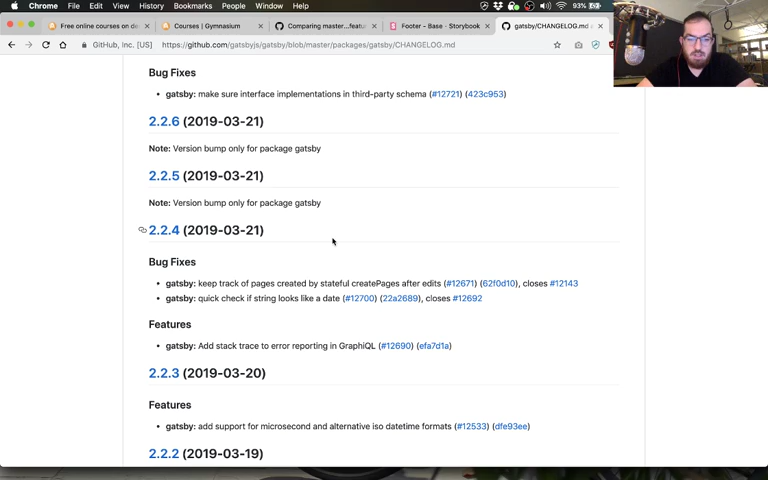 Chrome File Edit View History Bookmarks People Window Help
93%
Free online courses on de
Courses | Gymnasium
Comparing master...featu
Footer - Base - Storybook
gatsby/CHANGELOG.md a
GitHub, Inc. [US] https://github.com/gatsbyjs/gatsby/blob/master/packages/gatsby/CHANGELOG.md
Bug Fixes
gatsby: make sure interface implementations in third-party schema (#12721) (423c953)
2.2.6 (2019-03-21)
Note: Version bump only for package gatsby
2.2.5 (2019-03-21)
Note: Version bump only for package gatsby
2.2.4 (2019-03-21)
Bug Fixes
gatsby: keep track of pages created by stateful createPages after edits (#12671) (62f0d10), closes #12143
gatsby: quick check if string looks like a date (#12700) (22a2689), closes #12692
Features
gatsby: Add stack trace to error reporting in GraphiQL (#12690) (efa7d1a)
2.2.3 (2019-03-20)
Features
gatsby: add support for microsecond and alternative iso datetime formats (#12533) (dfe93ee)
2.2.2 (2019-03-19)